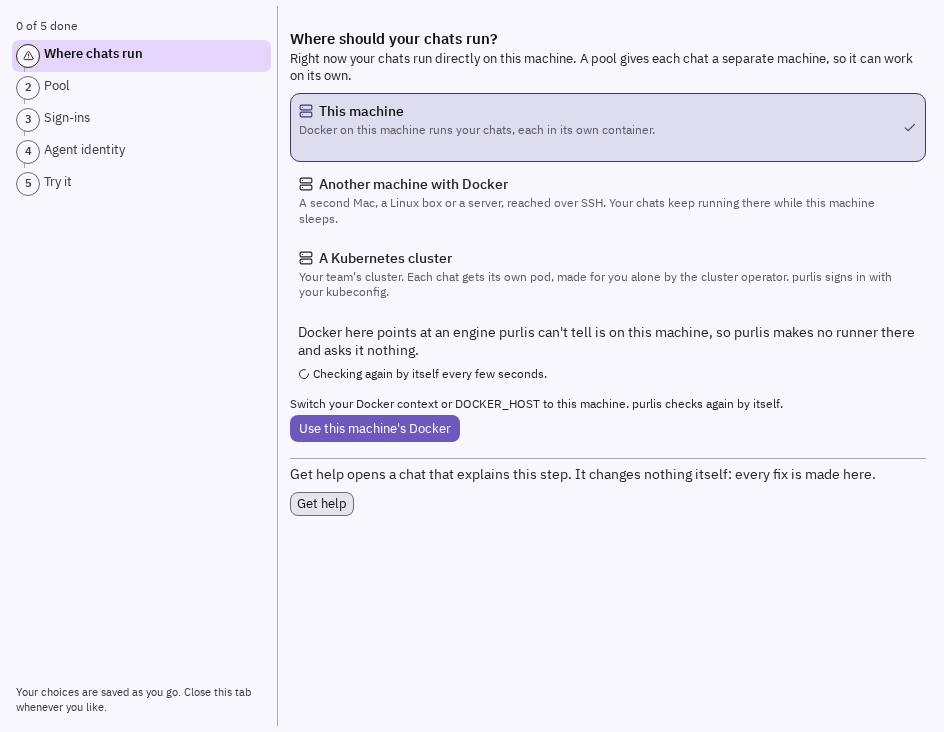 0 of 5 done
Where chats run
2 Pool
3 Sign-ins
4 Agent identity
5 Try it
Your choices are saved as you go. Close this tab
whenever you like.
Where should your chats run?
Right now your chats run directly on this machine. A pool gives each chat a separate machine, so it can work
on its own.
This machine
Docker on this machine runs your chats, each in its own container.
Another machine with Docker
A second Mac, a Linux box or a server, reached over SSH. Your chats keep running there while this machine
sleeps.
A Kubernetes cluster
Your team's cluster. Each chat gets its own pod, made for you alone by the cluster operator. purlis signs in with
your kubeconfig.
Docker here points at an engine purlis can't tell is on this machine, so purlis makes no runner there
and asks it nothing.
Checking again by itself every few seconds.
Switch your Docker context or DOCKER_HOST to this machine. purlis checks again by itself.
Use this machine's Docker
Get help opens a chat that explains this step. It changes nothing itself: every fix is made here.
Get help